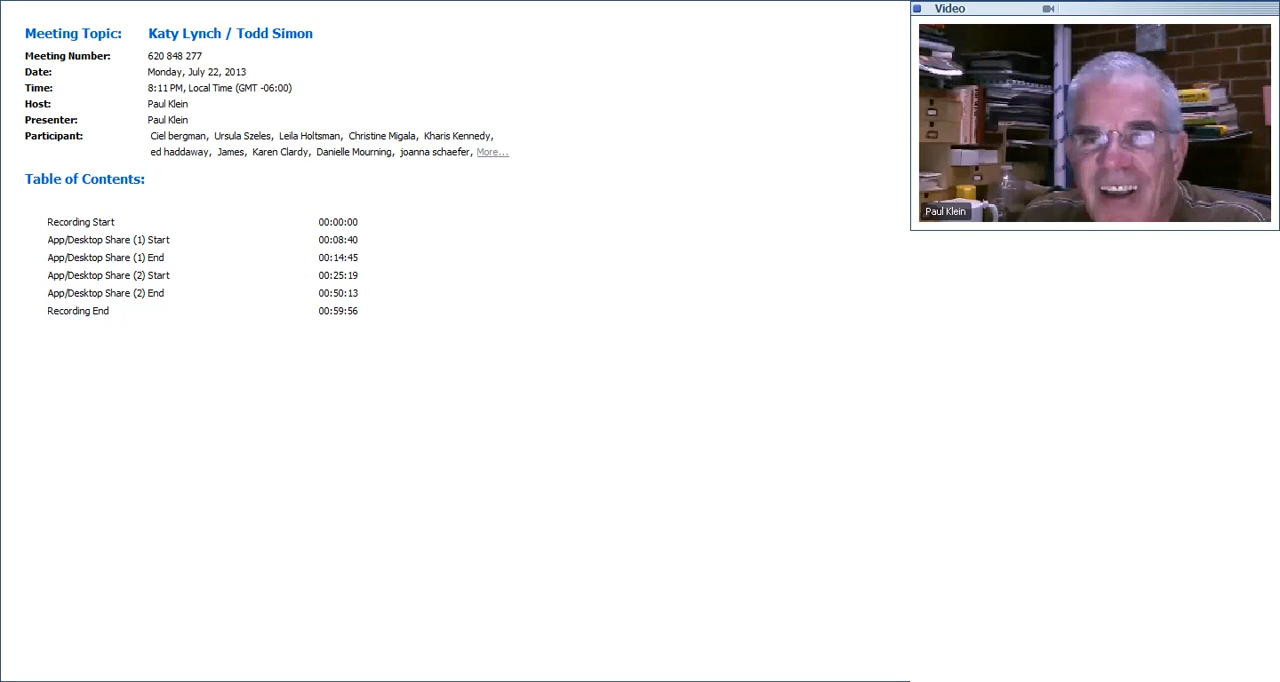 Meeting Topic: Katy Lynch / Todd Simon
Meeting Number: 620 848 277
Date: Monday, July 22, 2013
Time: 8:11 PM, Local Time (GMT -06:00)
Host: Paul Klein
Presenter: Paul Klein
Participant: Ciel bergman, Ursula Szeles, Leila Holtsman, Christine Migala, Kharis Kennedy,
ed haddaway, James, Karen Clardy, Danielle Mourning, joanna schaefer, More...
Table of Contents:
Recording Start 00:00:00
App/Desktop Share (1) Start 00:08:40
App/Desktop Share (1) End 00:14:45
App/Desktop Share (2) Start 00:25:19
App/Desktop Share (2) End 00:50:13
Recording End 00:59:56
Video
Paul Klein